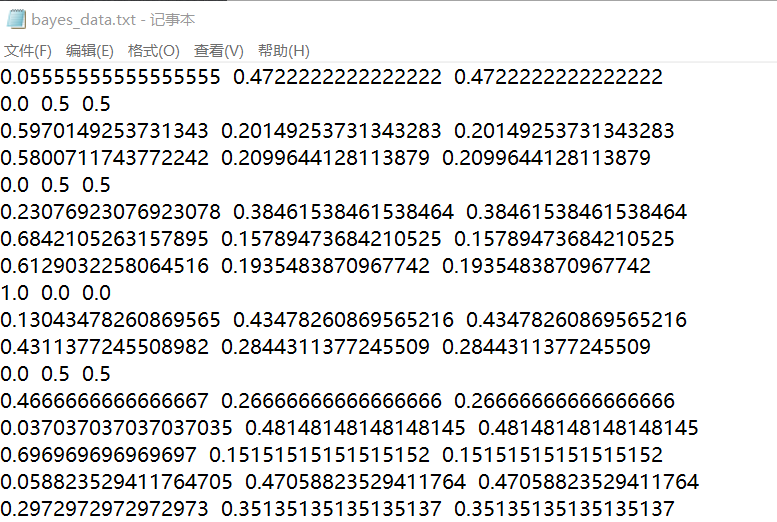 bayes_data.txt - 记事本
文件(F) 编辑(E) 格式(O) 查看(V) 帮助(H)
0.05555555555555555 0.4722222222222222 0.4722222222222222
0.0 0.5 0.5
0.5970149253731343 0.20149253731343283 0.20149253731343283
0.5800711743772242 0.2099644128113879 0.2099644128113879
0.0 0.5 0.5
0.23076923076923078 0.38461538461538464 0.38461538461538464
0.6842105263157895 0.15789473684210525 0.15789473684210525
0.6129032258064516 0.1935483870967742 0.1935483870967742
1.0 0.0 0.0
0.13043478260869565 0.43478260869565216 0.43478260869565216
0.4311377245508982 0.2844311377245509 0.2844311377245509
0.0 0.5 0.5
0.4666666666666667 0.26666666666666666 0.26666666666666666
0.037037037037037035 0.48148148148148145 0.48148148148148145
0.696969696969697 0.15151515151515152 0.15151515151515152
0.058823529411764705 0.47058823529411764 0.47058823529411764
0.2972972972972973 0.35135135135135137 0.35135135135135137